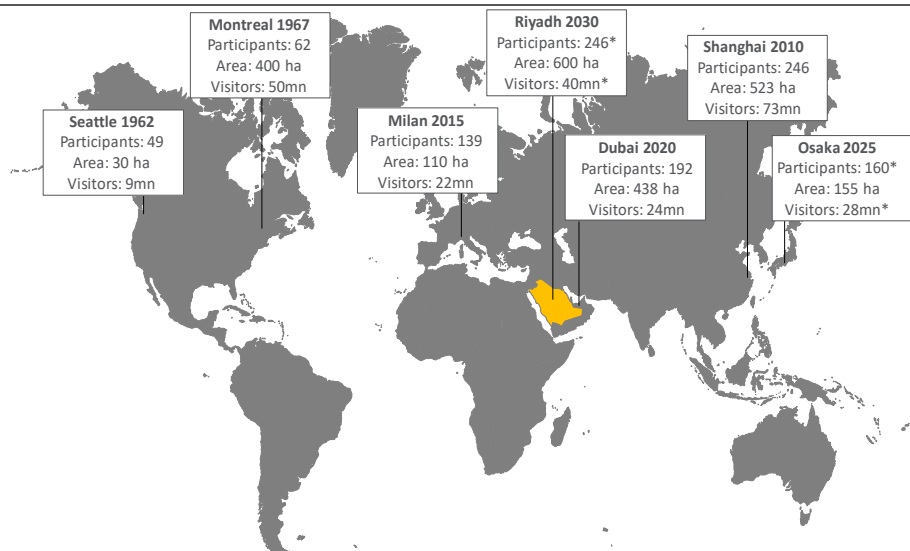 Montreal 1967
Participants: 62
Area: 400 ha
Visitors: 50mn
Riyadh 2030
Participants: 246*
Area: 600 ha
Visitors: 40mn*
Shanghai 2010
Participants: 246
Area: 523 ha
Visitors: 73mn
Seattle 1962
Participants: 49
Area: 30 ha
Visitors: 9mn
Milan 2015
Participants: 139
Area: 110 ha
Visitors: 22mn
Dubai 2020
Participants: 192
Area: 438 ha
Visitors: 24mn
Osaka 2025
Participants: 160*
Area: 155 ha
Visitors: 28mn*